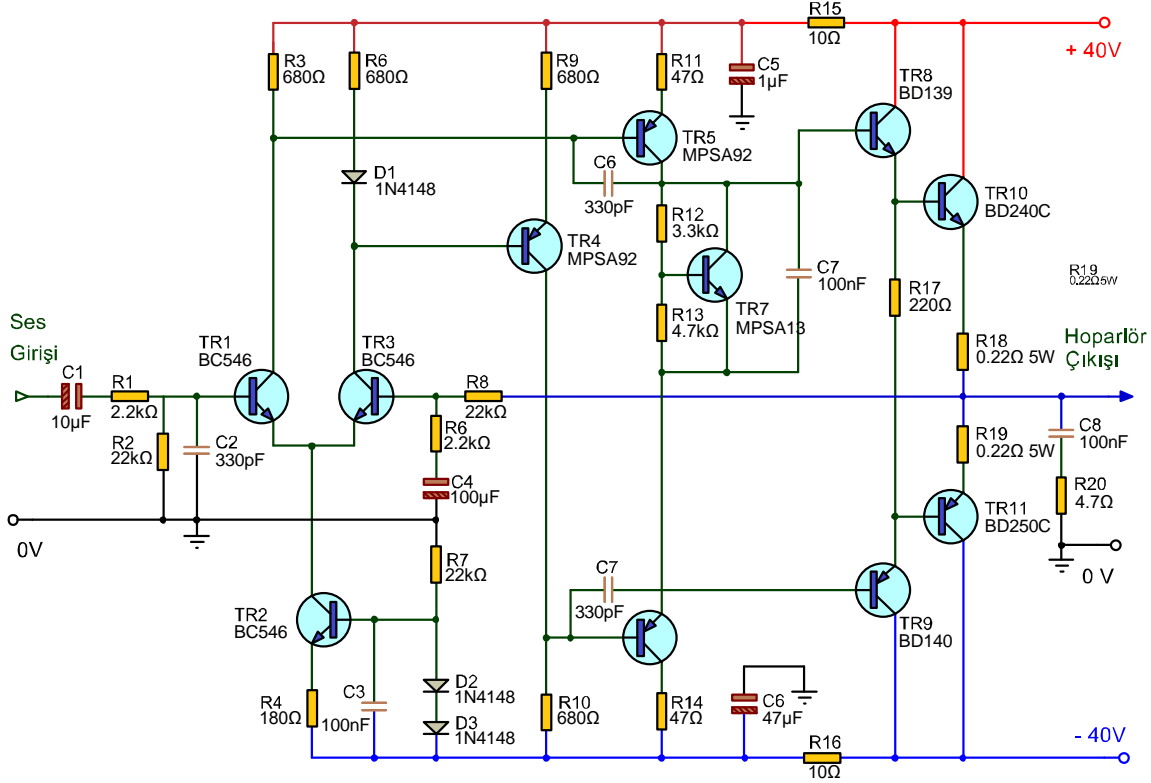 R15
10Ω
+ 40V
R3
680Ω
R6
680Ω
R9
680Ω
R11
47Ω
C5
1µF
TR8
BD139
TR5
MPSA92
D1
1N4148
C6
330pF
TR10
BD240C
R12
3.3kΩ
TR4
MPSA92
C7
100nF
R19
0.22Ω5W
R17
220Ω
TR7
MPSA13
R13
4.7kΩ
Ses
Girişi
TR1
BC546
TR3
BC546
R18
0.22Ω 5W
Hoparlör
Çıkışı
C1
10µF
R1
2.2kΩ
R8
22kΩ
R2
22kΩ
C2
330pF
R6
2.2kΩ
C4
100µF
R19
0.22Ω 5W
C8
100nF
R20
4.7Ω
TR11
BD250C
0V
0 V
R7
22kΩ
C7
330pF
TR2
BC546
TR9
BD140
R4
180Ω
C3
100nF
D2
1N4148
D3
1N4148
R10
680Ω
R14
47Ω
C6
47µF
R16
10Ω
- 40V